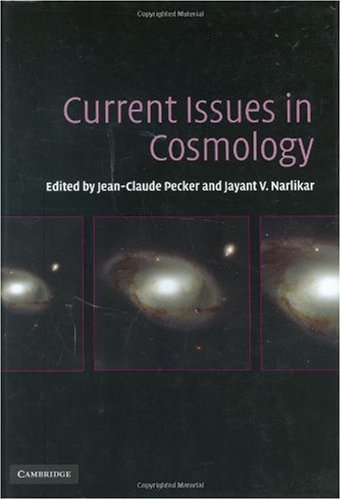 Current Issues in
Cosmology
Edited by Jean-Claude Pecker and Jayant V. Narlikar
CAMBRIDGE